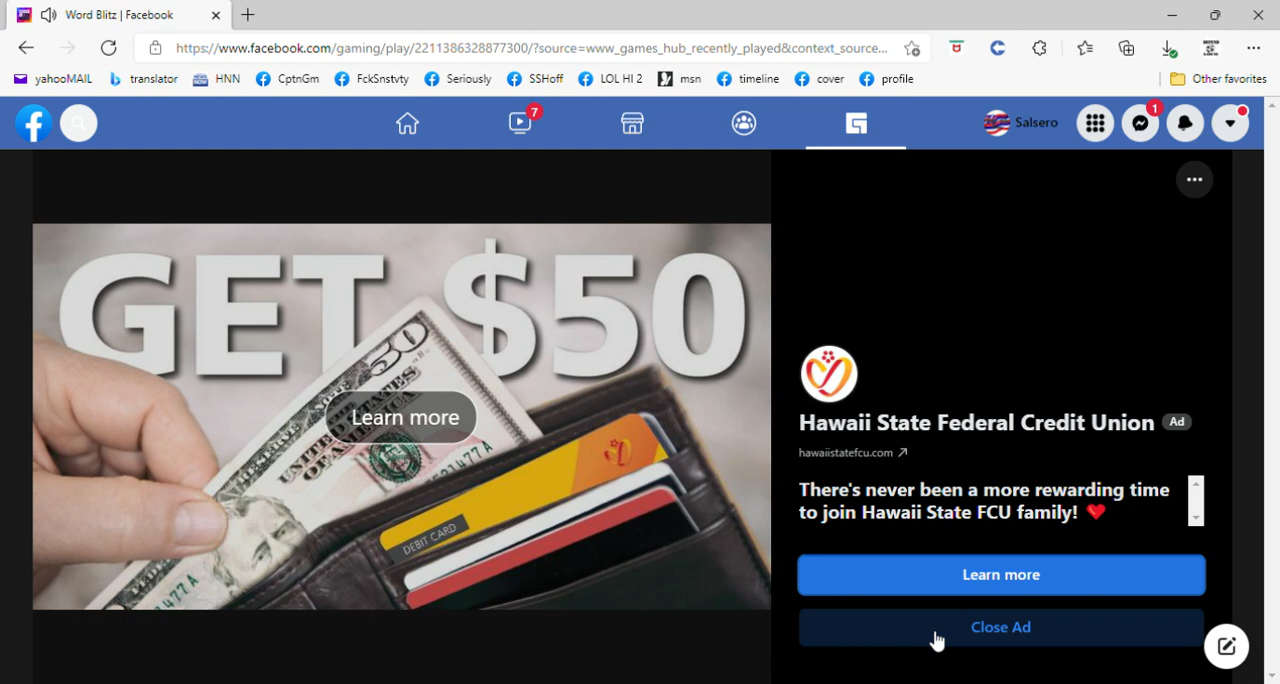 Word Blitz | Facebook
https://www.facebook.com/gaming/play/2211386328877300/?source=www_games_hub_recently_played&context_source...
yahooMAIL translator HNN CptnGm FckSnstvty Seriously SSHoff LOL HI 2 msn timeline cover profile Other favorites
7
Salsero
1
GET $50
50
Learn more
UNITED STATES
DEBIT CARD
Hawaii State Federal Credit Union Ad
hawaiistatefcu.com
There's never been a more rewarding time
to join Hawaii State FCU family!
Learn more
Close Ad